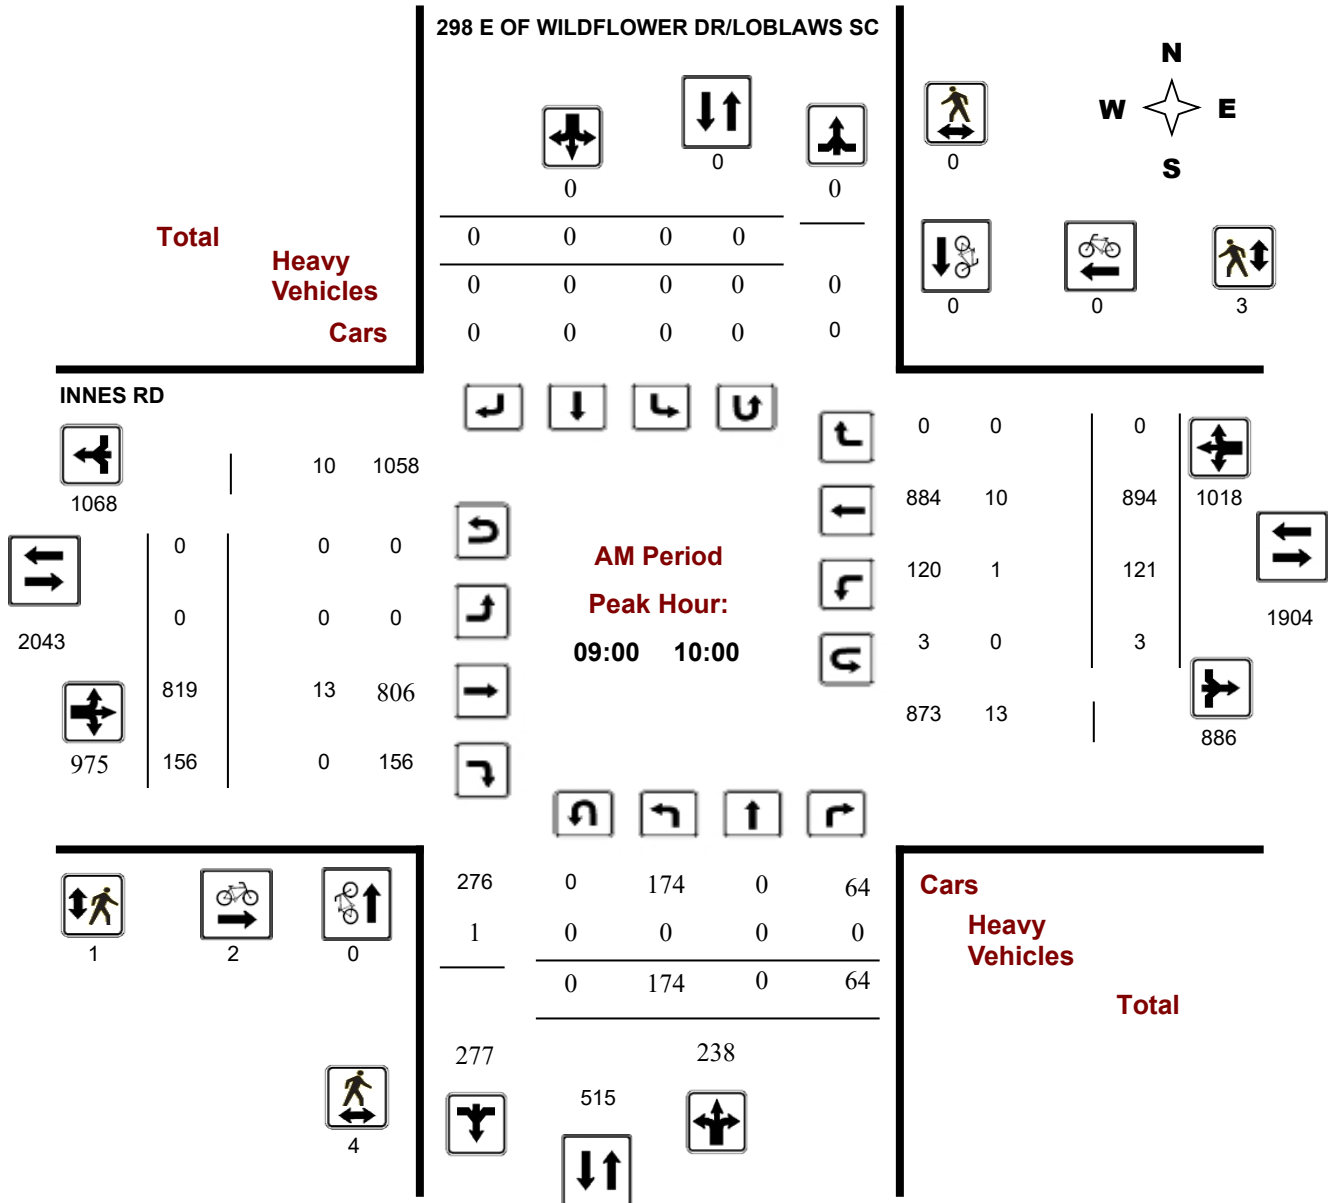 298 E OF WILDFLOWER DR/LOBLAWS SC
N
W E
S
0
0
0
0 0
Total
0 0 0 0
Heavy
Vehicles
0 0 0 0 0
Cars
0 0 0 0 0
0 0 3
INNES RD
10 1058
1068
0 0 0
0 0 0
2043
819 13 806
975
156 0 156
AM Period
Peak Hour:
09:00 10:00
0 0 0
884 10 894 1018
120 1 121
1904
3 0 3
873 13
886
1 2 0
4
276 0 174 0 64
1 0 0 0 0
0 174 0 64
277 238
515
Cars
Heavy
Vehicles
Total